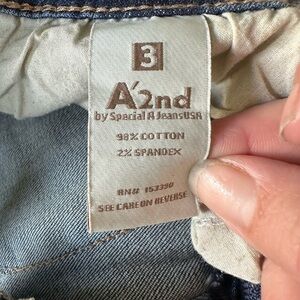 3
A'2nd
by Special A JeansUSA
98% COTTON
2% SPANDEX
RN# 153390
SEE CARE ON REVERSE